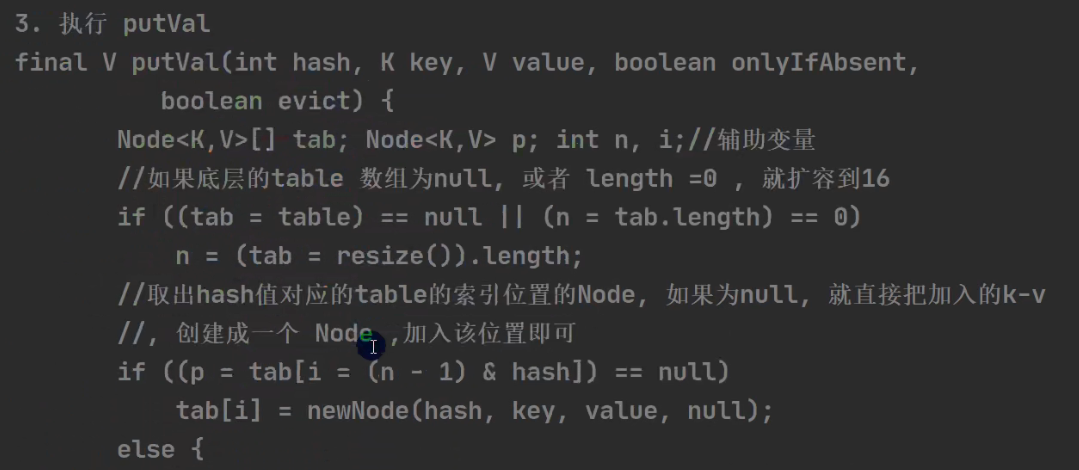 3. 执行 putVal
final V putVal(int hash, K key, V value, boolean onlyIfAbsent,
boolean evict) {
Node<K,V>[] tab; Node<K,V> p; int n, i;//辅助变量
//如果底层的table 数组为null, 或者 length =0 , 就扩容到16
if ((tab = table) == null || (n = tab.length) == 0)
n = (tab = resize()).length;
//取出hash值对应的table的索引位置的Node, 如果为null, 就直接把加入的k-v
//, 创建成一个 Node ,加入该位置即可
if ((p = tab[i = (n - 1) & hash]) == null)
tab[i] = newNode(hash, key, value, null);
else {